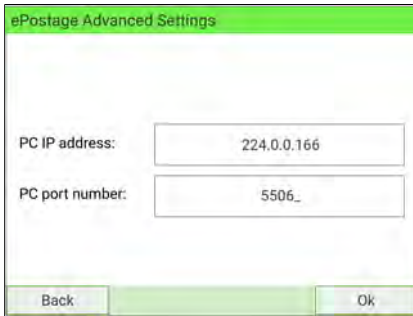 ePostage Advanced Settings
PC IP address: 224.0.0.166
PC port number: 5506_
Back Ok